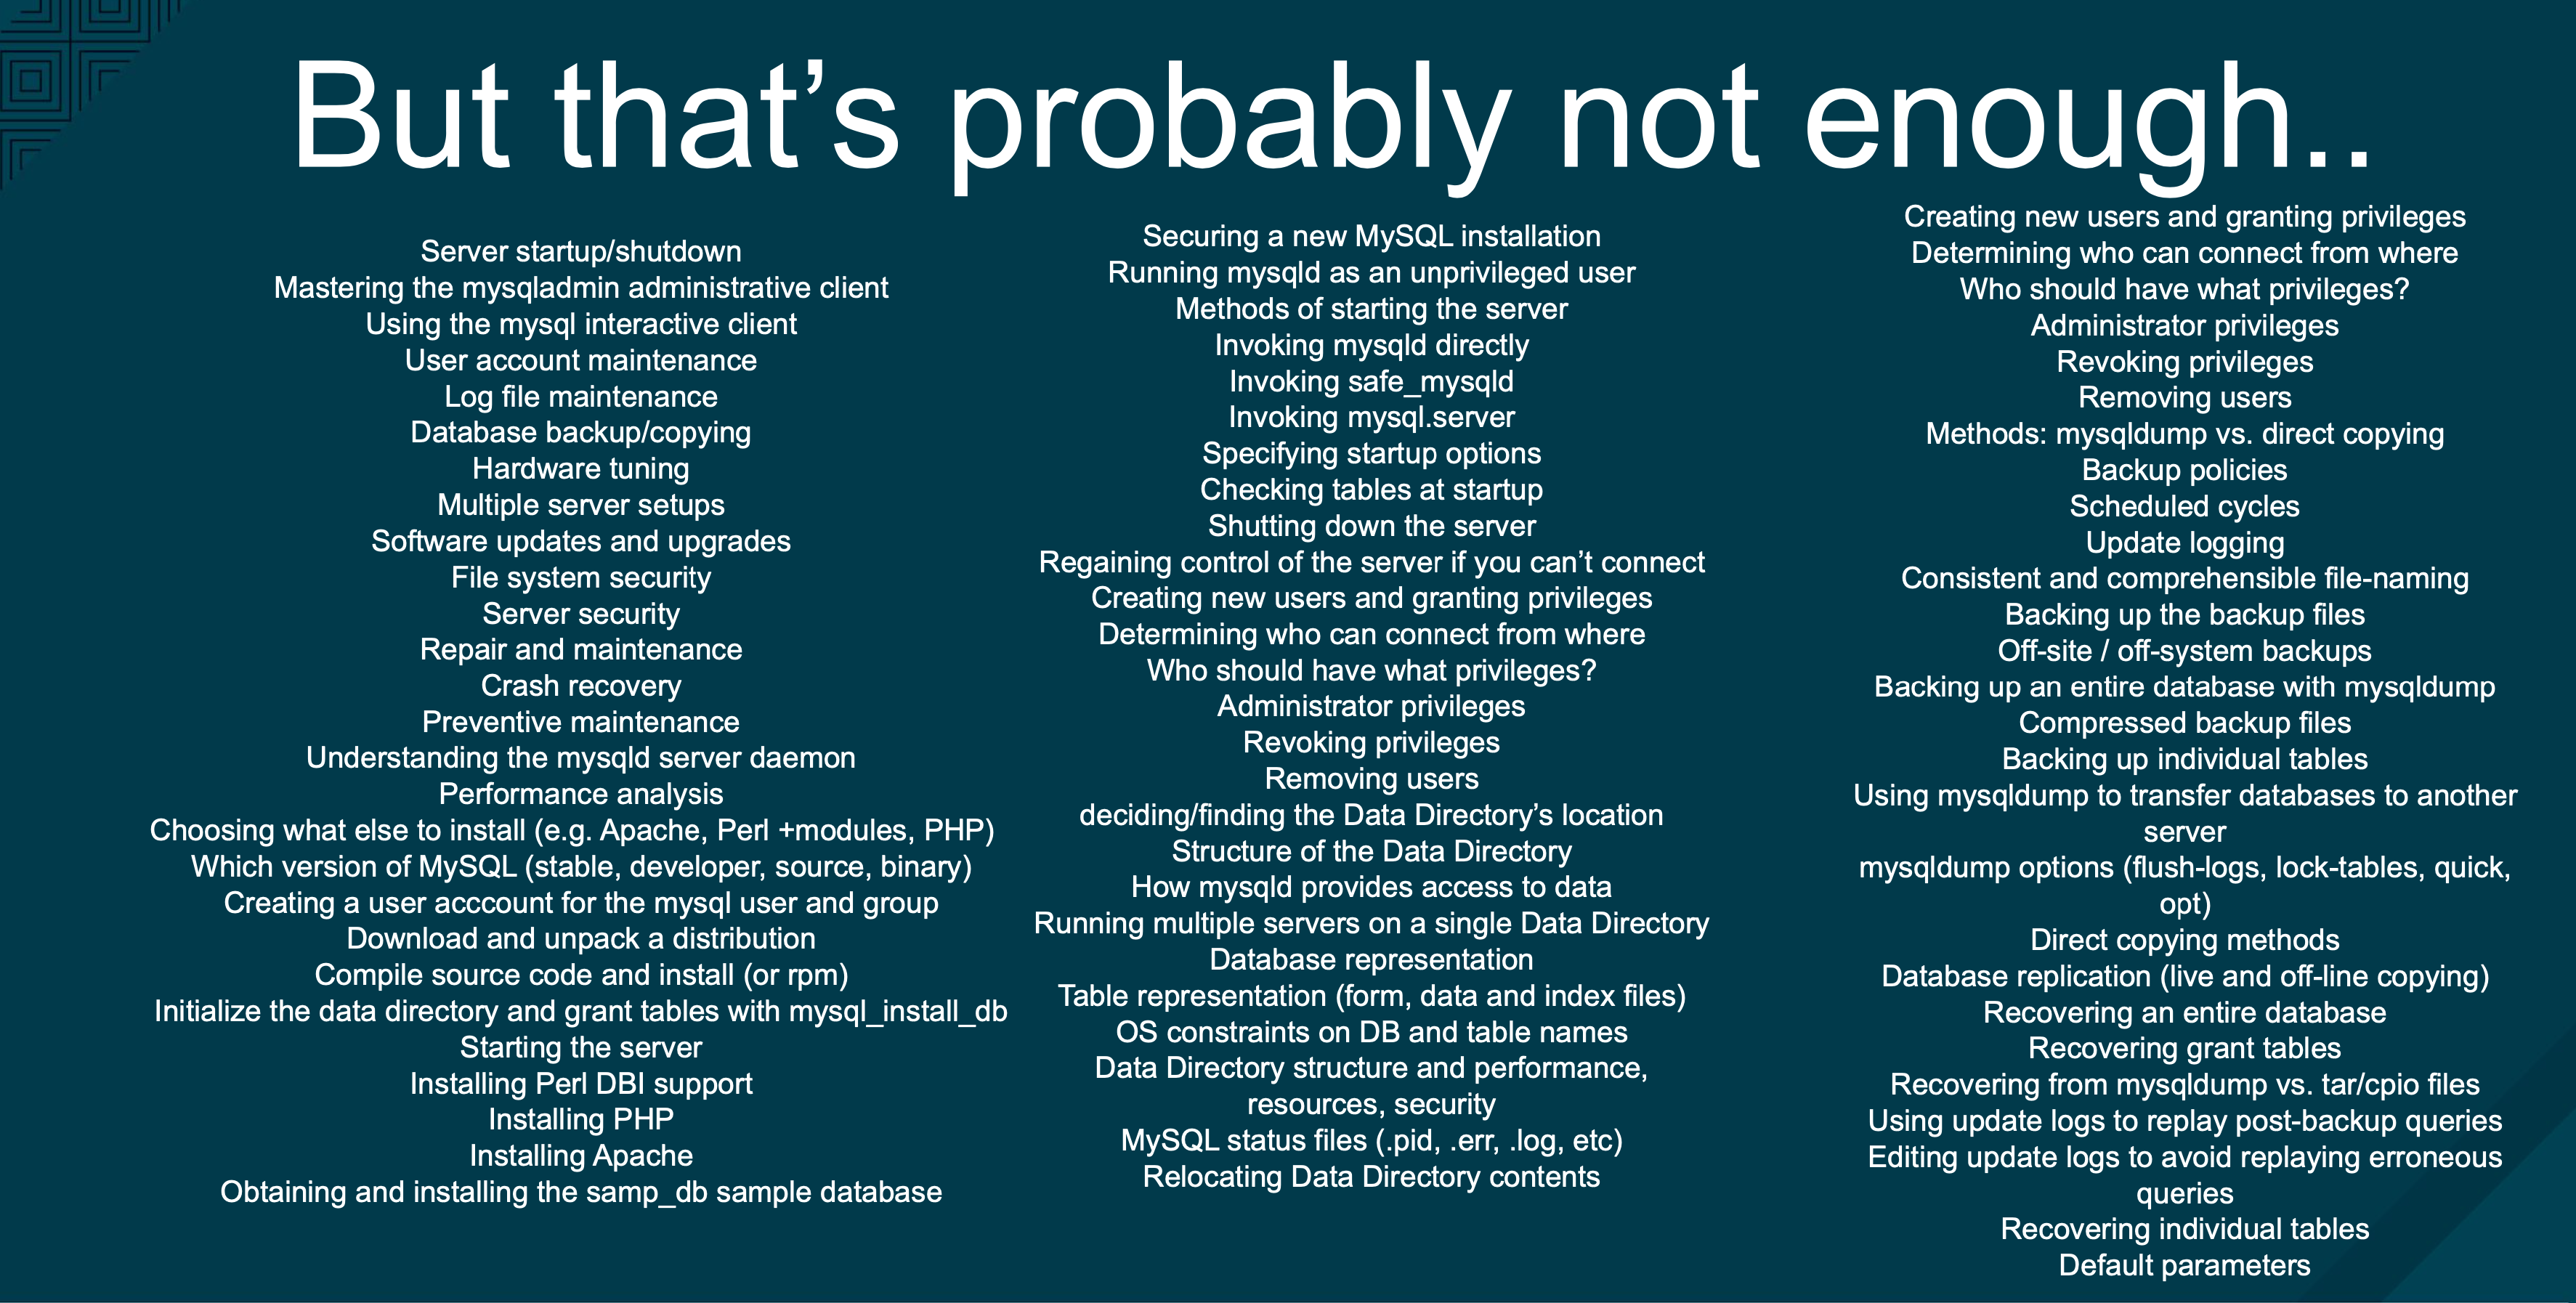 But that’s probably not enough..
Server startup/shutdown
Mastering the mysqladmin administrative client
Using the mysql interactive client
User account maintenance
Log file maintenance
Database backup/copying
Hardware tuning
Multiple server setups
Software updates and upgrades
File system security
Server security
Repair and maintenance
Crash recovery
Preventive maintenance
Understanding the mysqld server daemon
Performance analysis
Choosing what else to install (e.g. Apache, Perl +modules, PHP)
Which version of MySQL (stable, developer, source, binary)
Creating a user acccount for the mysql user and group
Download and unpack a distribution
Compile source code and install (or rpm)
Initialize the data directory and grant tables with mysql_install_db
Starting the server
Installing Perl DBI support
Installing PHP
Installing Apache
Obtaining and installing the samp_db sample database
Securing a new MySQL installation
Running mysqld as an unprivileged user
Methods of starting the server
Invoking mysqld directly
Invoking safe_mysqld
Invoking mysql.server
Specifying startup options
Checking tables at startup
Shutting down the server
Regaining control of the server if you can’t connect
Creating new users and granting privileges
Determining who can connect from where
Who should have what privileges?
Administrator privileges
Revoking privileges
Removing users
deciding/finding the Data Directory’s location
Structure of the Data Directory
How mysqld provides access to data
Running multiple servers on a single Data Directory
Database representation
Table representation (form, data and index files)
OS constraints on DB and table names
Data Directory structure and performance,
resources, security
MySQL status files (.pid, .err, .log, etc)
Relocating Data Directory contents
Creating new users and granting privileges
Determining who can connect from where
Who should have what privileges?
Administrator privileges
Revoking privileges
Removing users
Methods: mysqldump vs. direct copying
Backup policies
Scheduled cycles
Update logging
Consistent and comprehensible file-naming
Backing up the backup files
Off-site / off-system backups
Backing up an entire database with mysqldump
Compressed backup files
Backing up individual tables
Using mysqldump to transfer databases to another
server
mysqldump options (flush-logs, lock-tables, quick,
opt)
Direct copying methods
Database replication (live and off-line copying)
Recovering an entire database
Recovering grant tables
Recovering from mysqldump vs. tar/cpio files
Using update logs to replay post-backup queries
Editing update logs to avoid replaying erroneous
queries
Recovering individual tables
Default parameters